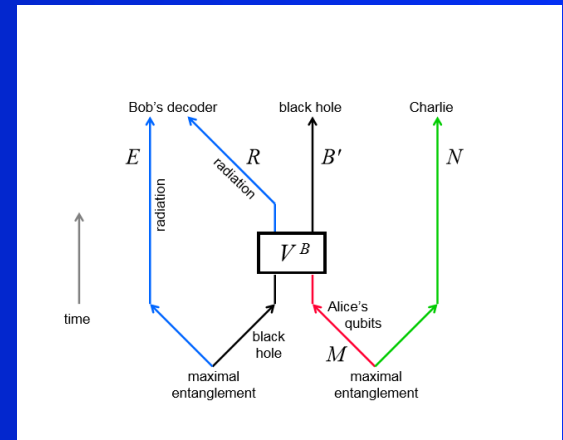 Bob's decoder
black hole
Charlie
E
R
B'
N
radiation
radiation
V B
time
Alice's
qubits
black
hole
M
maximal
entanglement
maximal
entanglement